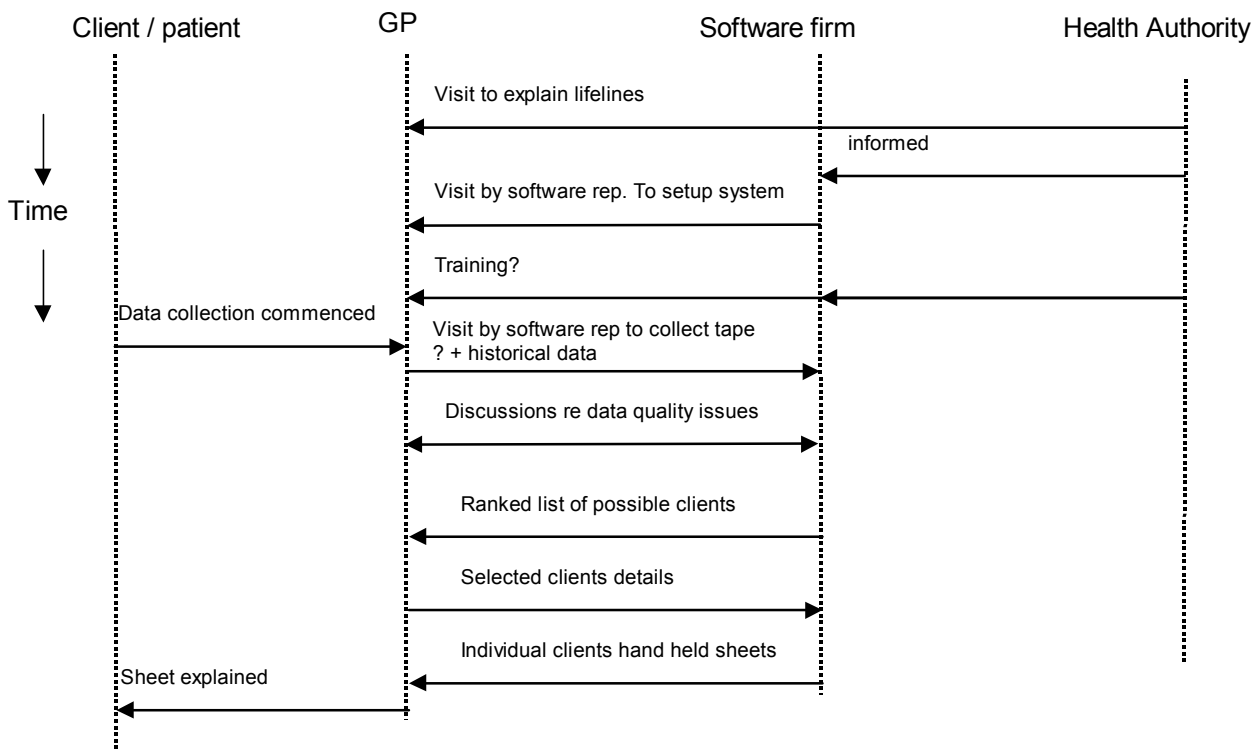 Client / patient
GP
Software firm
Health Authority
Visit to explain lifelines
informed
Visit by software rep. To setup system
Time
Training?
Data collection commenced
Visit by software rep to collect tape
? + historical data
Discussions re data quality issues
Ranked list of possible clients
Selected clients details
Individual clients hand held sheets
Sheet explained